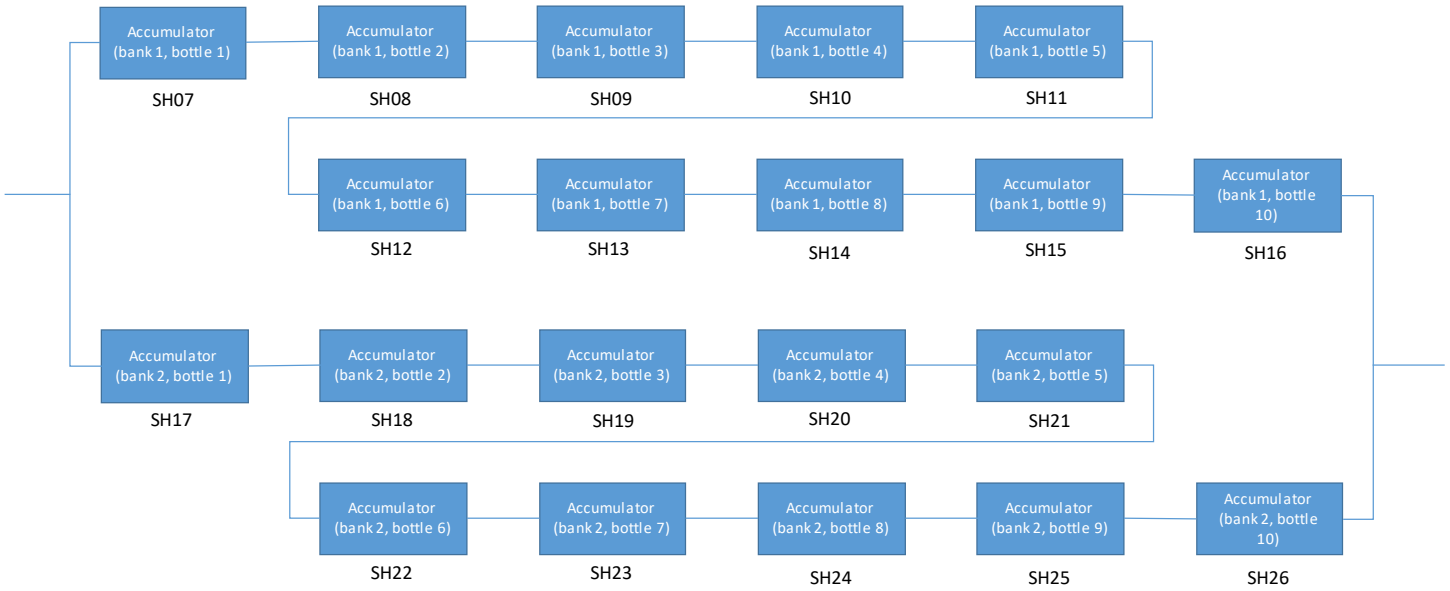 Accumulator
(bank 1, bottle 1)
SH07
Accumulator
(bank 1, bottle 2)
SH08
Accumulator
(bank 1, bottle 3)
SH09
Accumulator
(bank 1, bottle 4)
SH10
Accumulator
(bank 1, bottle 5)
SH11
Accumulator
(bank 1, bottle 6)
SH12
Accumulator
(bank 1, bottle 7)
SH13
Accumulator
(bank 1, bottle 8)
SH14
Accumulator
(bank 1, bottle 9)
SH15
Accumulator
(bank 1, bottle
10)
SH16
Accumulator
(bank 2, bottle 1)
SH17
Accumulator
(bank 2, bottle 2)
SH18
Accumulator
(bank 2, bottle 3)
SH19
Accumulator
(bank 2, bottle 4)
SH20
Accumulator
(bank 2, bottle 5)
SH21
Accumulator
(bank 2, bottle 6)
SH22
Accumulator
(bank 2, bottle 7)
SH23
Accumulator
(bank 2, bottle 8)
SH24
Accumulator
(bank 2, bottle 9)
SH25
Accumulator
(bank 2, bottle
10)
SH26